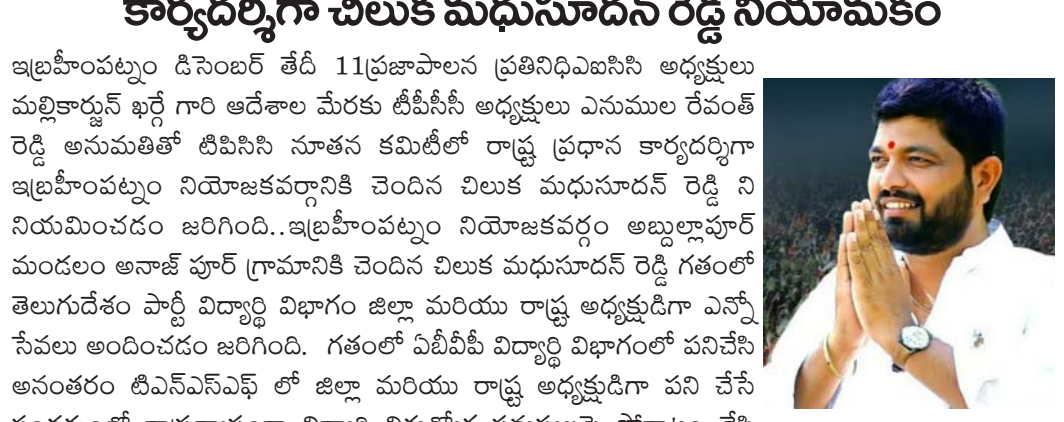 కార్యదర్శిగా చిలుక మధుసూదన్ రెడ్డి నియామకం
ఇబ్రహీంపట్నం డిసెంబర్ తేదీ 11ప్రజాపాలన ప్రతినిధిఎఐసిసి అధ్యక్షులు
మల్లికార్జున్ ఖర్గే గారి ఆదేశాల మేరకు టీపీసీసీ అధ్యక్షులు ఎనుముల రేవంత్
రెడ్డి అనుమతితో టిపిసిసి నూతన కమిటీలో రాష్ట్ర ప్రధాన కార్యదర్శిగా
ఇబ్రహీంపట్నం నియోజకవర్గానికి చెందిన చిలుక మధుసూదన్ రెడ్డి ని
నియమించడం జరిగింది..ఇబ్రహీంపట్నం నియోజకవర్గం అబ్దుల్లాపూర్
మండలం అనాజ్ పూర్ గ్రామానికి చెందిన చిలుక మధుసూదన్ రెడ్డి గతంలో
తెలుగుదేశం పార్టీ విద్యార్థి విభాగం జిల్లా మరియు రాష్ట్ర అధ్యక్షుడిగా ఎన్నో
సేవలు అందించడం జరిగింది. గతంలో ఏబీవీపీ విద్యార్థి విభాగంలో పనిచేసి
అనంతరం టిఎన్ఎస్ఎఫ్ లో జిల్లా మరియు రాష్ట్ర అధ్యక్షుడిగా పని చేసే